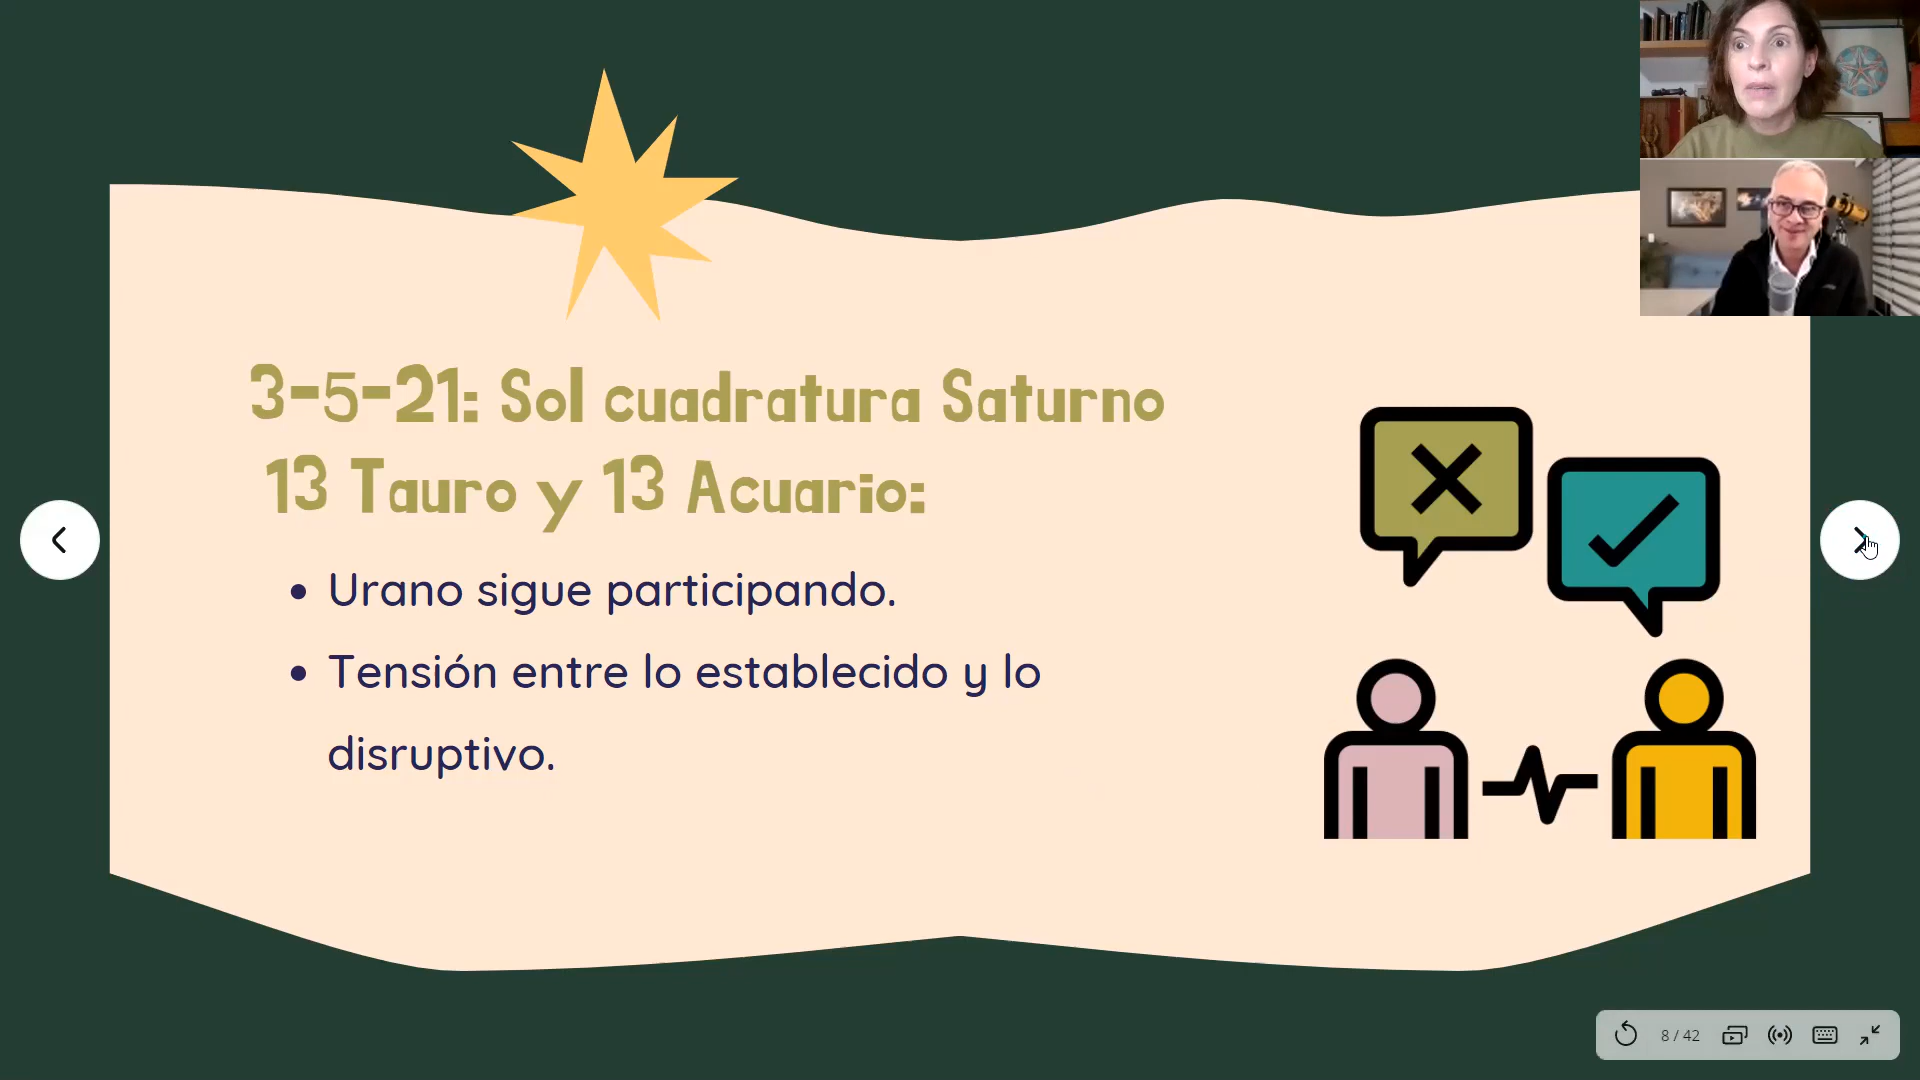 3-5-21: Sol cuadratura Saturno
13 Tauro y 13 Acuario:
• Urano sigue participando.
• Tensión entre lo establecido y lo
disruptivo.
8 / 42